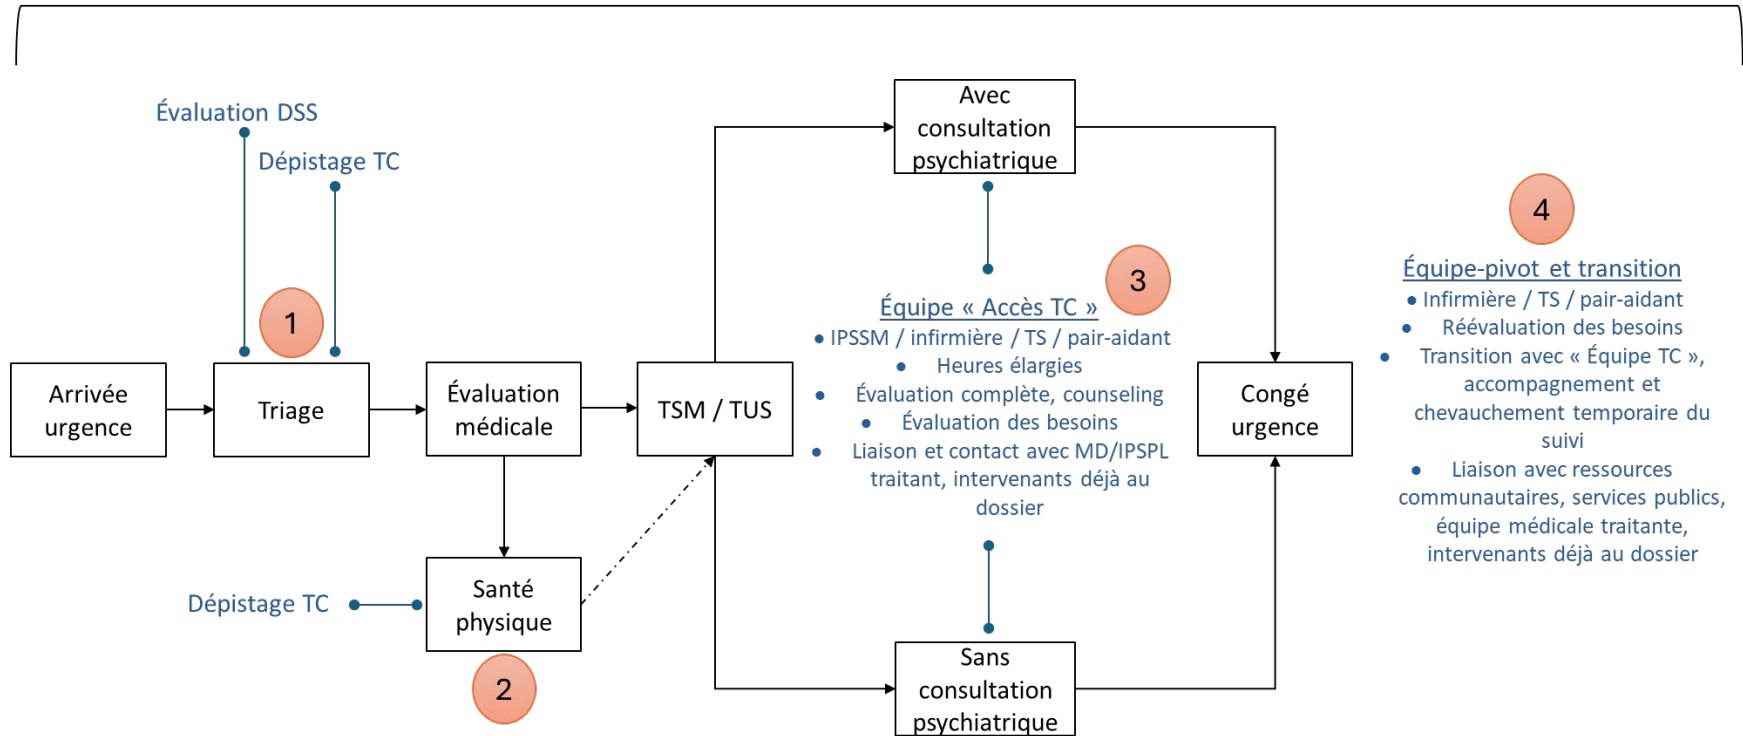 Évaluation DSS
Dépistage TC
1
Arrivée
urgence
Triage
Évaluation
médicale
TSM / TUS
Dépistage TC
Santé
physique
2
Avec
consultation
psychiatrique
3
Équipe « Accès TC »
● IPSSM / infirmière / TS / pair-aidant
● Heures élargies
● Évaluation complète, counseling
● Évaluation des besoins
● Liaison et contact avec MD/IPSPL
traitant, intervenants déjà au
dossier
Sans
consultation
psychiatrique
Congé
urgence
4
Équipe-pivot et transition
● Infirmière / TS / pair-aidant
● Réévaluation des besoins
● Transition avec « Équipe TC »,
accompagnement et
chevauchement temporaire du
suivi
● Liaison avec ressources
communautaires, services publics,
équipe médicale traitante,
intervenants déjà au dossier